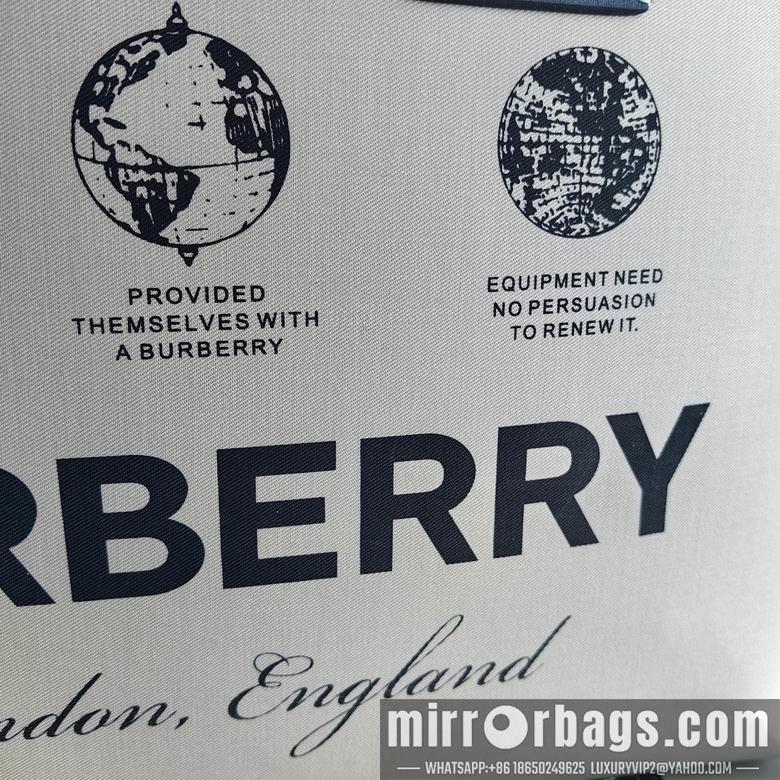 PROVIDED
THEMSELVES WITH
A BURBERRY
EQUIPMENT NEED
NO PERSUASION
TO RENEW IT.
RBERRY
ndon, England
mirrorbags.com
WHATSAPP:+86 18650249625 LUXURYVIP2@YAHOO.COM